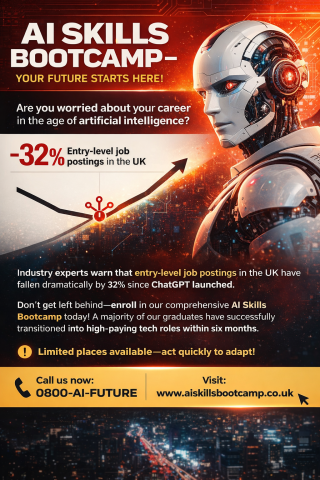 AI SKILLS
BOOTCAMP–
YOUR FUTURE STARTS HERE!
Are you worried about your career
in the age of artificial intelligence?
-32% Entry-level job
postings in the UK
Industry experts warn that entry-level job postings in the UK have
fallen dramatically by 32% since ChatGPT launched.
Don't get left behind—enroll in our comprehensive AI Skills
Bootcamp today! A majority of our graduates have successfully
transitioned into high-paying tech roles within six months.
! Limited places available—act quickly to adapt!
Call us now:
0800-AI-FUTURE
Visit:
www.aiskillsbootcamp.co.uk